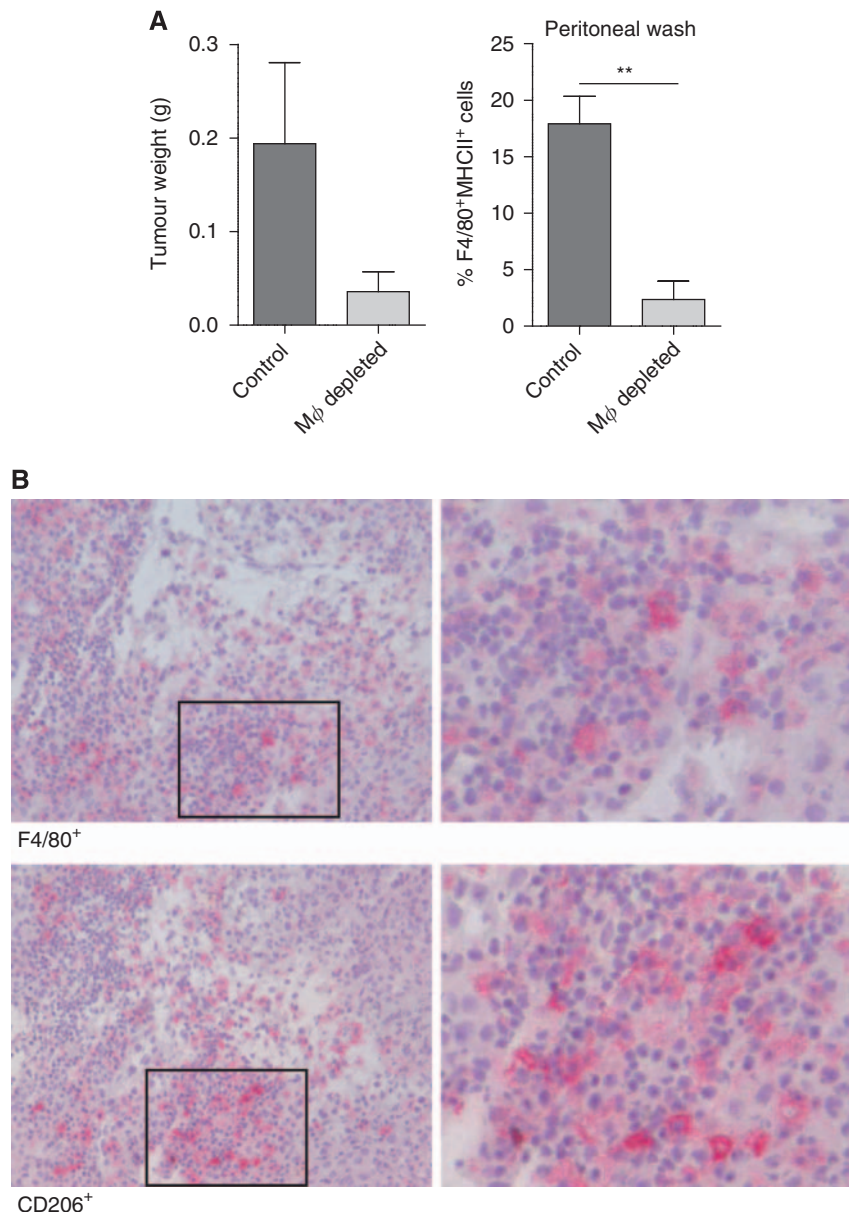 A
Peritoneal wash
Tumour weight (g)
0.3
0.2
0.1
0.0
Control
Mϕ depleted
% F4/80⁺MHCII⁺ cells
25
20
15
10
5
0
**
Control
Mϕ depleted
B
F4/80⁺
CD206⁺